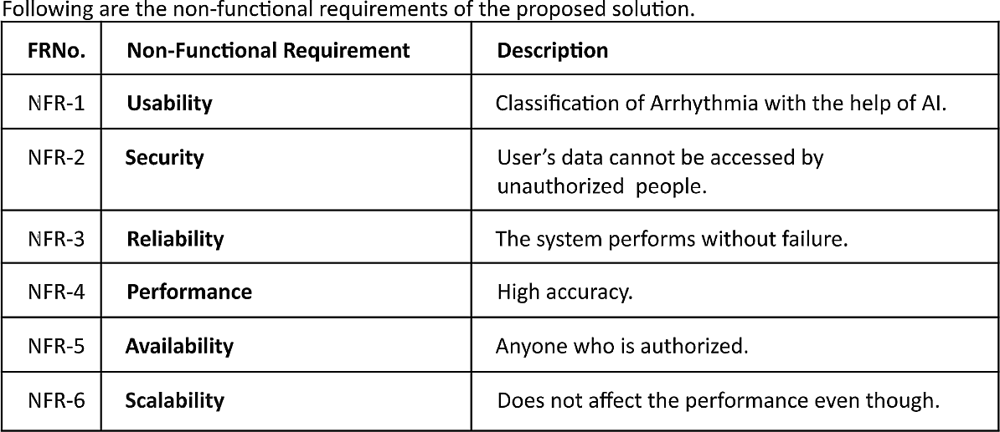 Following are the non-functional requirements of the proposed solution.
FRNo. Non-Functional Requirement Description
NFR-1 Usability Classification of Arrhythmia with the help of AI.
NFR-2 Security User's data cannot be accessed by
unauthorized people.
NFR-3 Reliability The system performs without failure.
NFR-4 Performance High accuracy.
NFR-5 Availability Anyone who is authorized.
NFR-6 Scalability Does not affect the performance even though.